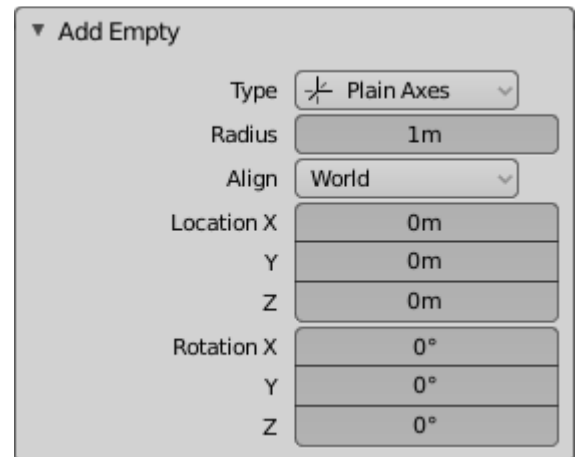 Add Empty
Type Plain Axes
Radius 1m
Align World
Location X 0m
Y 0m
Z 0m
Rotation X 0°
Y 0°
Z 0°